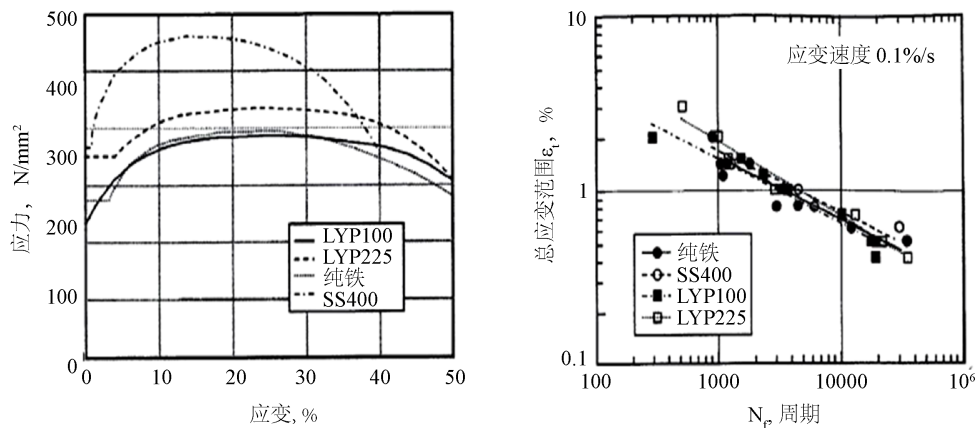 500
400
300
200
100
0
应力, N/mm²
0 10 20 30 40 50
应变, %
LYP100
LYP225
纯铁
SS400
10
1
0.1
总应变范围εt, %
应变速度 0.1%/s
纯铁
SS400
LYP100
LYP225
100 1000 10000 10⁶
Nf, 周期